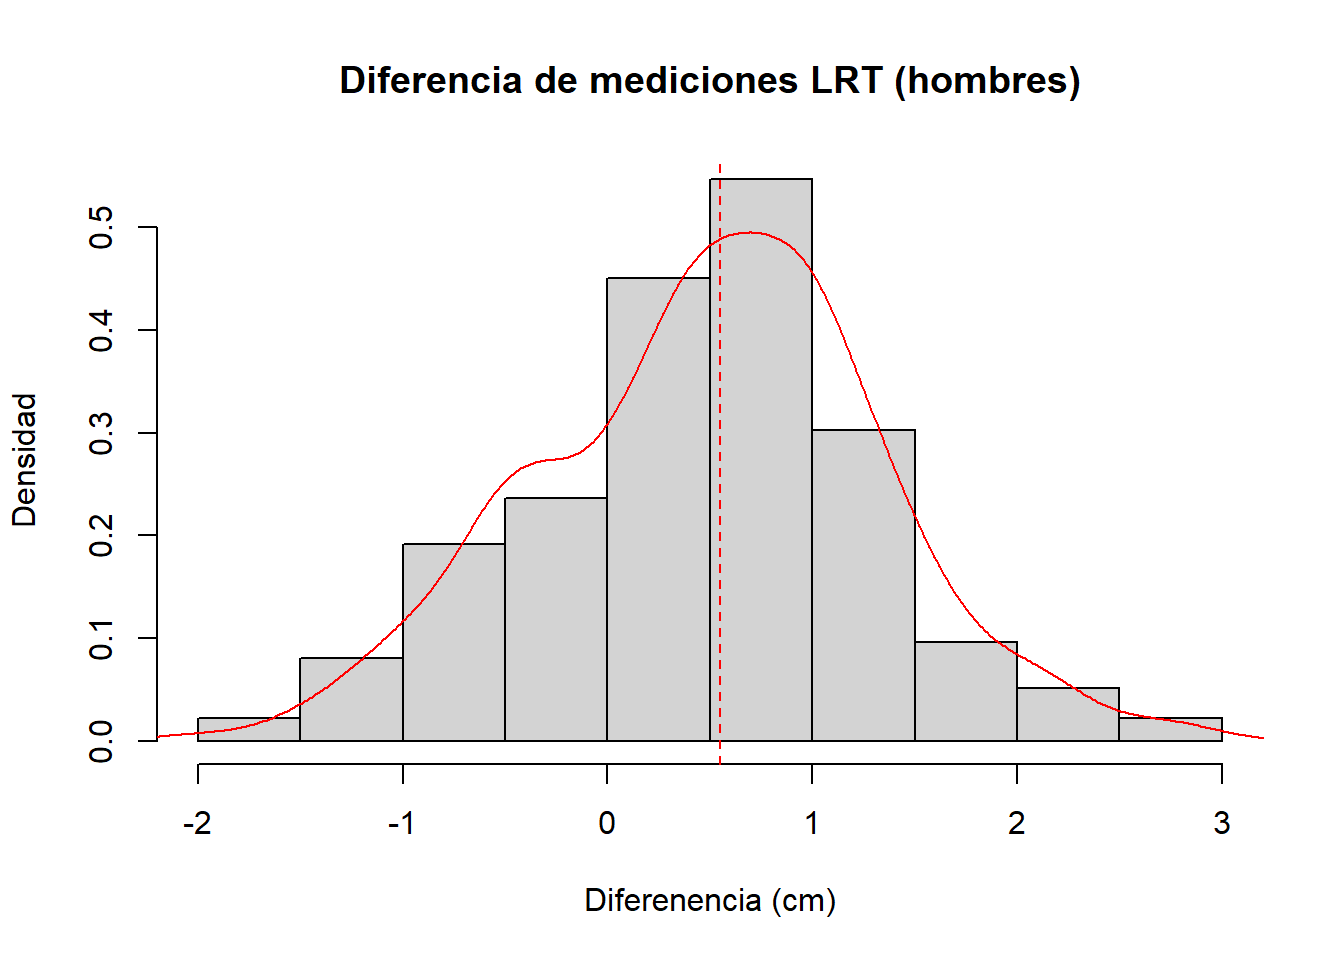 Diferencia de mediciones LRT (hombres)
Densidad
0.5
0.4
0.3
0.2
0.1
0.0
-2 -1 0 1 2 3
Diferenencia (cm)